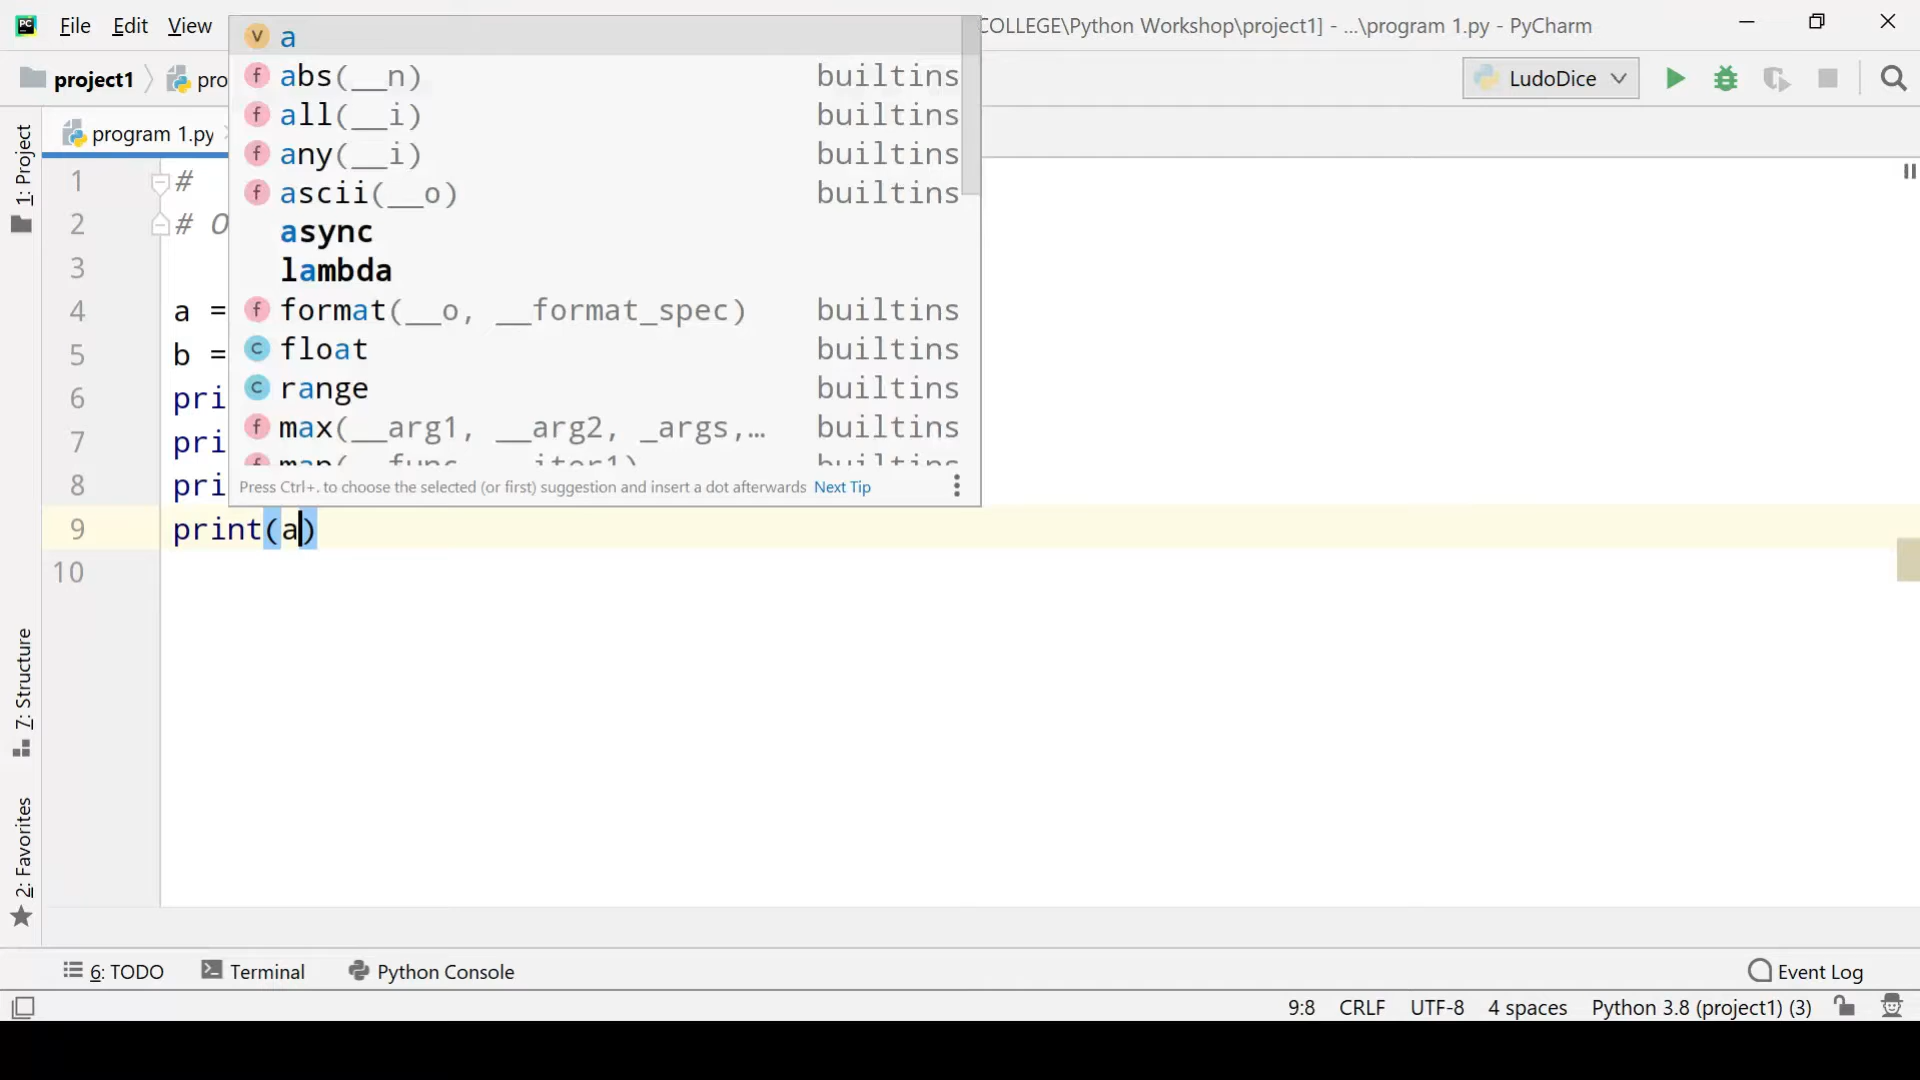 PC File Edit View COLLEGE\Python Workshop\project1] - ...\program 1.py - PyCharm
project1 pro LudoDice
program 1.py
1: Project
7: Structure
2: Favorites
1 #
2 # O
3
4 a =
5 b =
6 pri
7 pri
8 pri
9 print(a)
10
v a
f abs(__n) builtins
f all(__i) builtins
f any(__i) builtins
f ascii(__o) builtins
async
lambda
f format(__o, __format_spec) builtins
c float builtins
c range builtins
f max(__arg1, __arg2, _args,… builtins
f map(__func, __iter1) builtins
Press Ctrl+. to choose the selected (or first) suggestion and insert a dot afterwards Next Tip
6: TODO Terminal Python Console Event Log
9:8 CRLF UTF-8 4 spaces Python 3.8 (project1) (3)